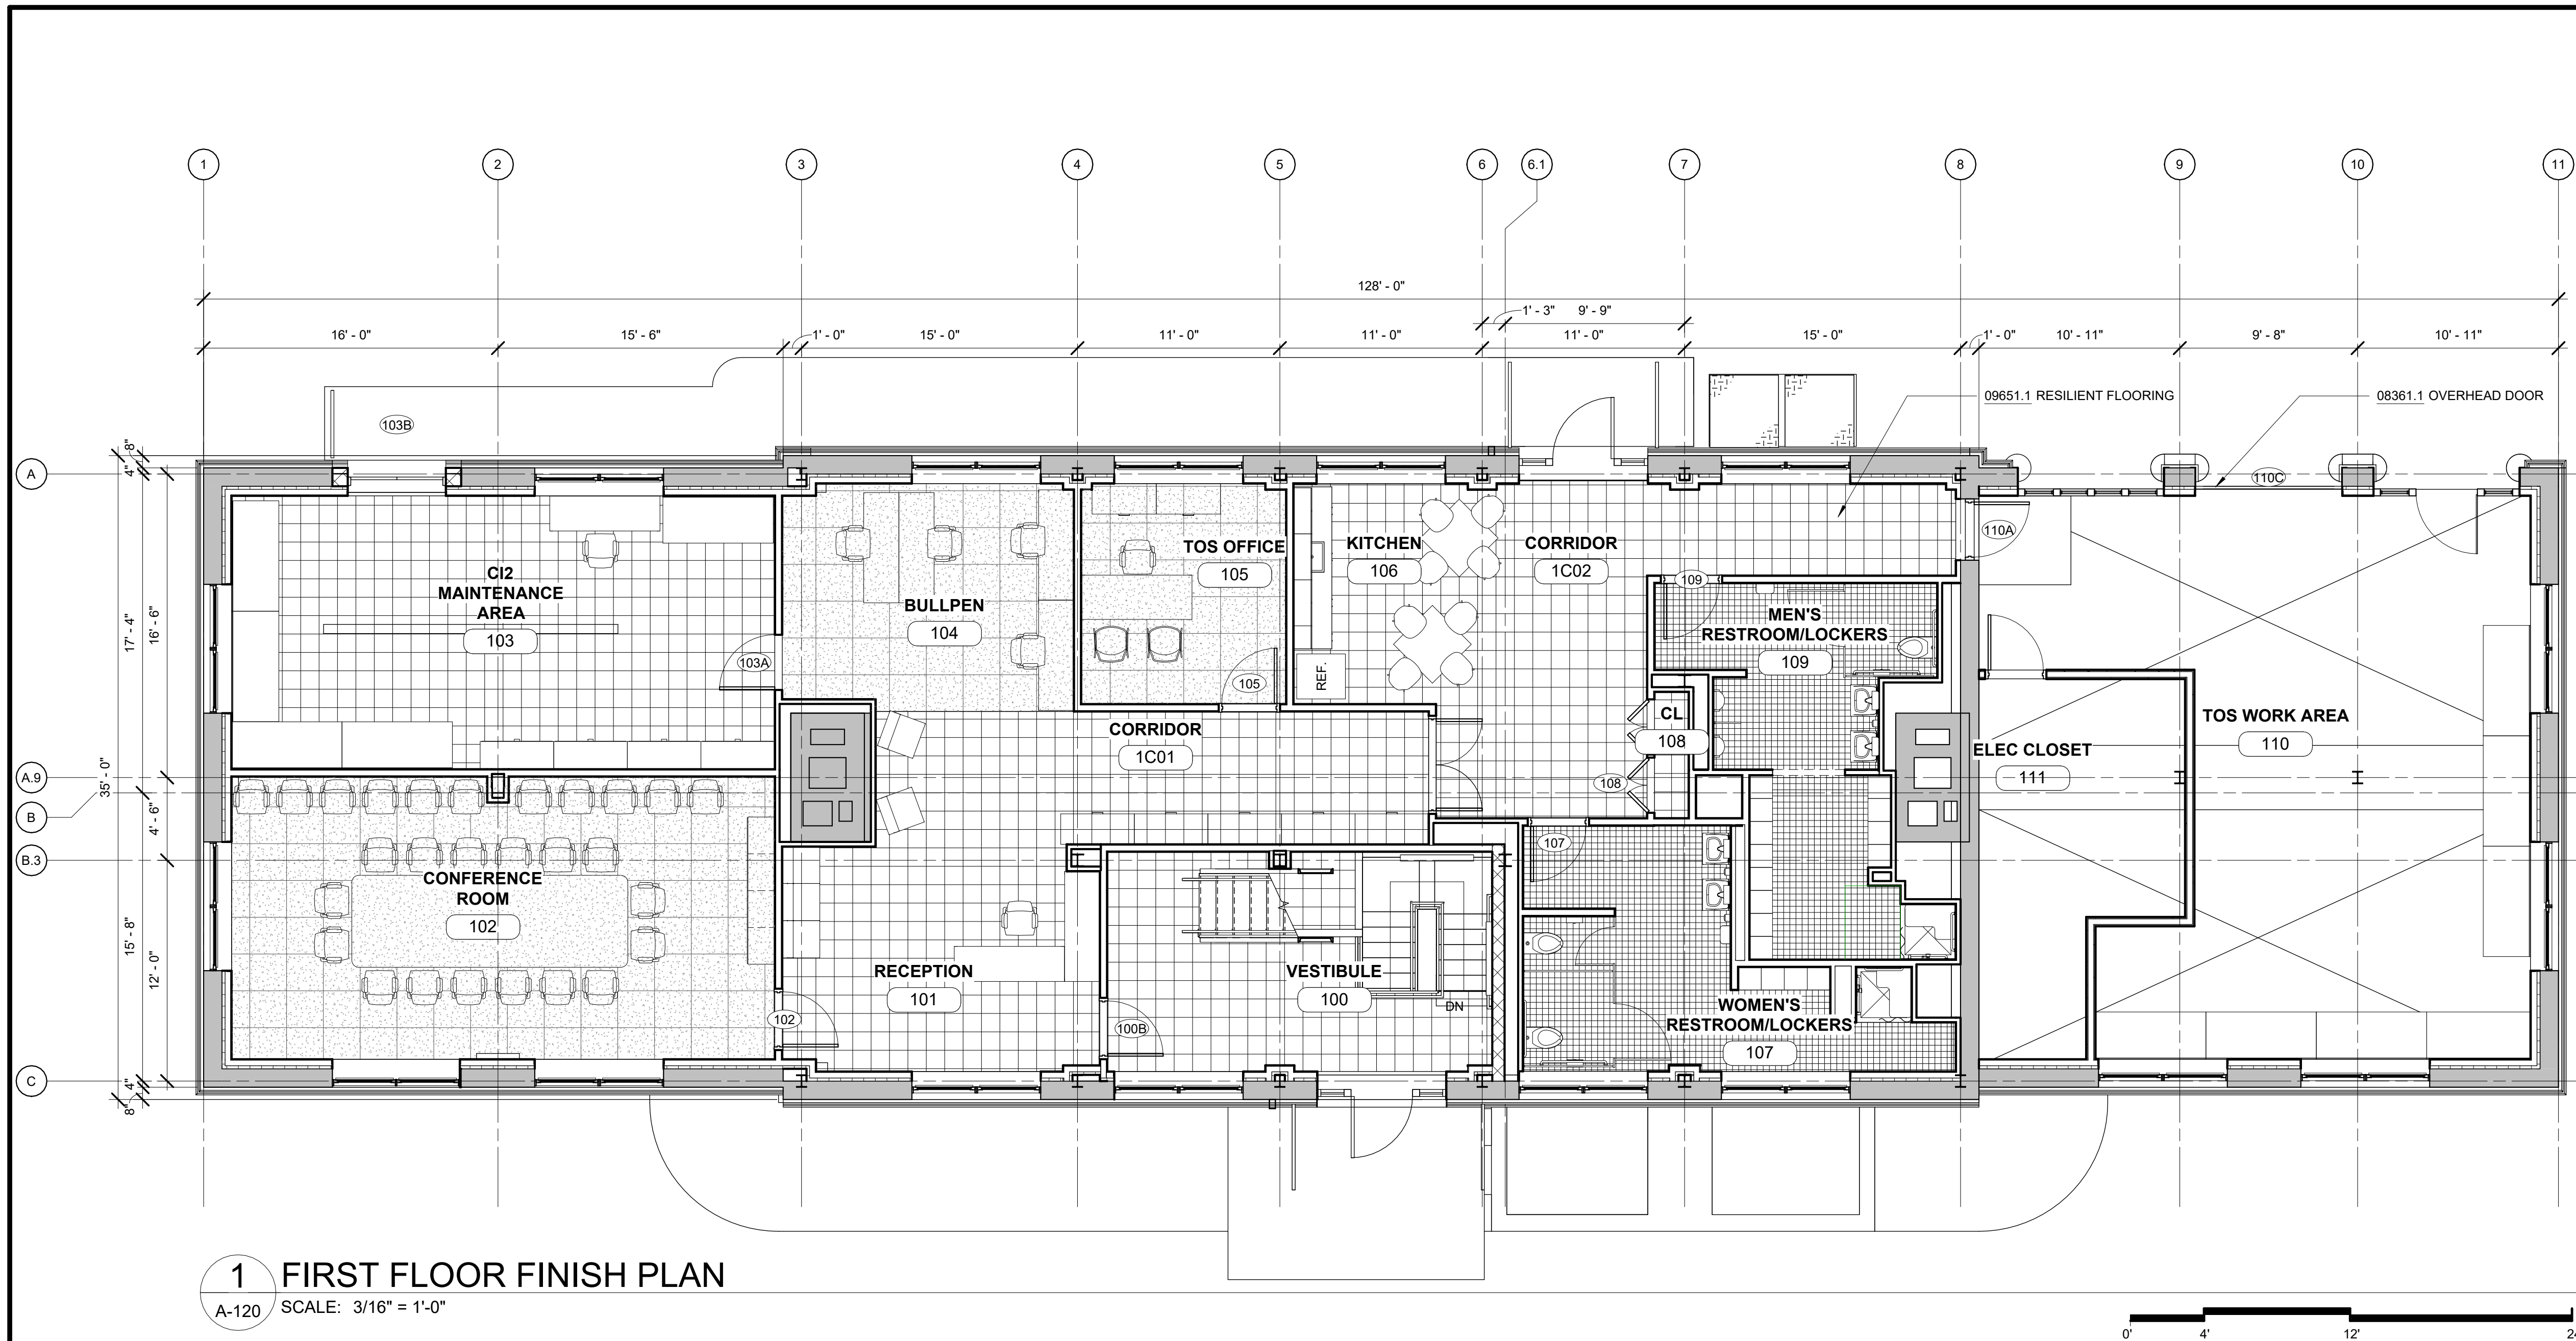 1 2 3 4 5 6 6.1 7 8 9 10 11
128' - 0"
1' - 3" 9' - 9"
16' - 0" 15' - 6" 1' - 0" 15' - 0" 11' - 0" 11' - 0" 11' - 0" 15' - 0" 1' - 0" 10' - 11" 9' - 8" 10' - 11"
09651.1 RESILIENT FLOORING
08361.1 OVERHEAD DOOR
103B
A
A.9
B
B.3
C
8"
4"
17' - 4"
16' - 6"
35' - 0"
4' - 6"
15' - 8"
12' - 0"
4"
8"
110C
110A
CI2
MAINTENANCE
AREA
103
103A
BULLPEN
104
TOS OFFICE
105
105
KITCHEN
106
REF.
CORRIDOR
1C02
109
MEN'S
RESTROOM/LOCKERS
109
CL
108
108
CORRIDOR
1C01
ELEC CLOSET
111
TOS WORK AREA
110
CONFERENCE
ROOM
102
102
RECEPTION
101
100B
VESTIBULE
100
DN
107
WOMEN'S
RESTROOM/LOCKERS
107
1
A-120
FIRST FLOOR FINISH PLAN
SCALE: 3/16" = 1'-0"
0' 4' 12'